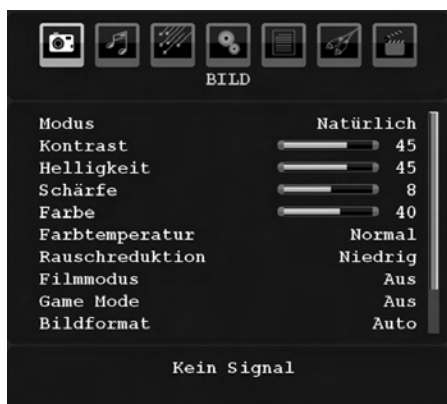 BILD
Modus Natürlich
Kontrast 45
Helligkeit 45
Schärfe 8
Farbe 40
Farbtemperatur Normal
Rauschreduktion Niedrig
Filmmodus Aus
Game Mode Aus
Bildformat Auto
Kein Signal